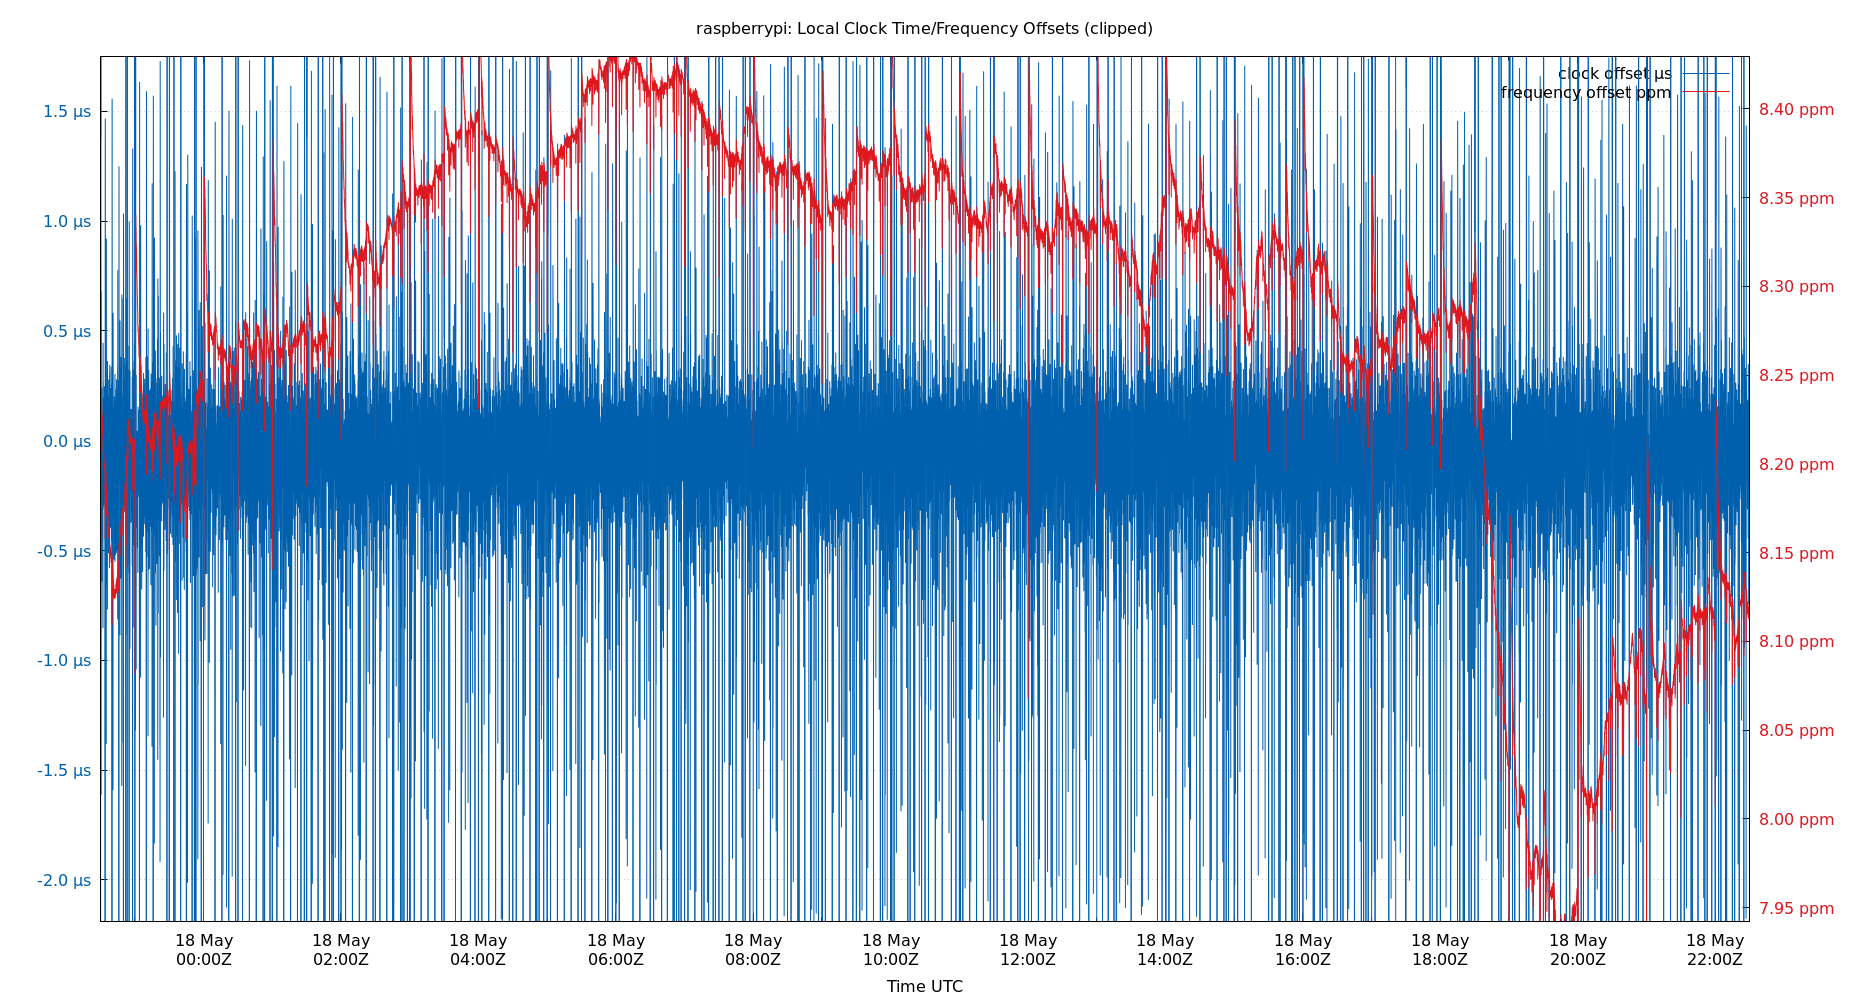 raspberrypi: Local Clock Time/Frequency Offsets (clipped)
clock offset µs
frequency offset ppm
1.5 µs
1.0 µs
0.5 µs
0.0 µs
-0.5 µs
-1.0 µs
-1.5 µs
-2.0 µs
8.40 ppm
8.35 ppm
8.30 ppm
8.25 ppm
8.20 ppm
8.15 ppm
8.10 ppm
8.05 ppm
8.00 ppm
7.95 ppm
18 May 18 May 18 May 18 May 18 May 18 May 18 May 18 May 18 May 18 May 18 May 18 May
00:00Z 02:00Z 04:00Z 06:00Z 08:00Z 10:00Z 12:00Z 14:00Z 16:00Z 18:00Z 20:00Z 22:00Z
Time UTC